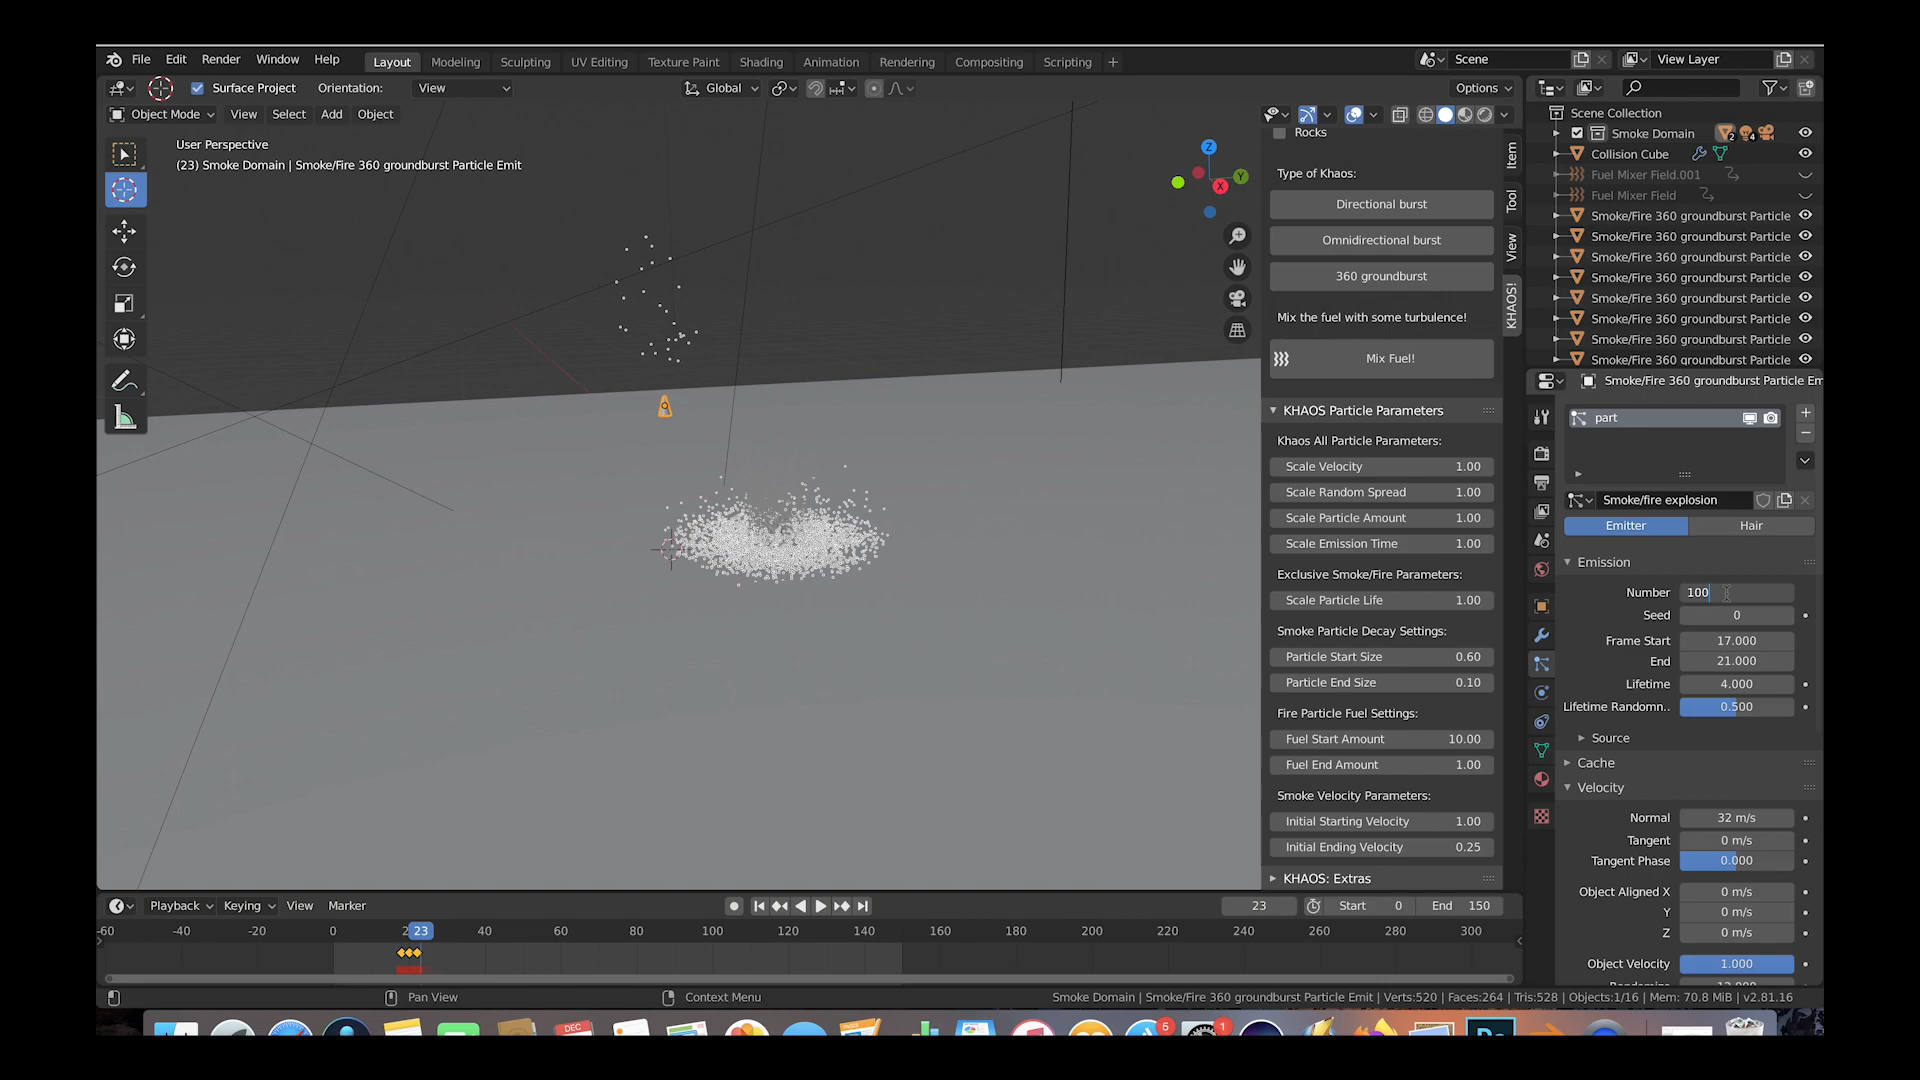 File Edit Render Window Help Layout Modeling Sculpting UV Editing Texture Paint Shading Animation Rendering Compositing Scripting + Scene View Layer
Surface Project Orientation: View Global Options
Object Mode View Select Add Object
User Perspective
(23) Smoke Domain | Smoke/Fire 360 groundburst Particle Emit
Z
Y
X
Rocks
Type of Khaos:
Directional burst
Omnidirectional burst
360 groundburst
Mix the fuel with some turbulence!
Mix Fuel!
KHAOS Particle Parameters
Khaos All Particle Parameters:
Scale Velocity 1.00
Scale Random Spread 1.00
Scale Particle Amount 1.00
Scale Emission Time 1.00
Exclusive Smoke/Fire Parameters:
Scale Particle Life 1.00
Smoke Particle Decay Settings:
Particle Start Size 0.60
Particle End Size 0.10
Fire Particle Fuel Settings:
Fuel Start Amount 10.00
Fuel End Amount 1.00
Smoke Velocity Parameters:
Initial Starting Velocity 1.00
Initial Ending Velocity 0.25
KHAOS: Extras
Item
Tool
View
KHAOS!
Scene Collection
Smoke Domain 2 4
Collision Cube
Fuel Mixer Field.001
Fuel Mixer Field
Smoke/Fire 360 groundburst Particle
Smoke/Fire 360 groundburst Particle
Smoke/Fire 360 groundburst Particle
Smoke/Fire 360 groundburst Particle
Smoke/Fire 360 groundburst Particle
Smoke/Fire 360 groundburst Particle
Smoke/Fire 360 groundburst Particle
Smoke/Fire 360 groundburst Particle
Smoke/Fire 360 groundburst Particle Em
part
Smoke/fire explosion
Emitter Hair
Emission
Number 100
Seed 0
Frame Start 17.000
End 21.000
Lifetime 4.000
Lifetime Randomn.. 0.500
Source
Cache
Velocity
Normal 32 m/s
Tangent 0 m/s
Tangent Phase 0.000
Object Aligned X 0 m/s
Y 0 m/s
Z 0 m/s
Object Velocity 1.000
Playback Keying View Marker 23 Start 0 End 150
-60 -40 -20 0 23 40 60 80 100 120 140 160 180 200 220 240 260 280 300
Pan View Context Menu Smoke Domain | Smoke/Fire 360 groundburst Particle Emit | Verts:520 | Faces:264 | Tris:528 | Objects:1/16 | Mem: 70.8 MiB | v2.81.16
DEC 5 1